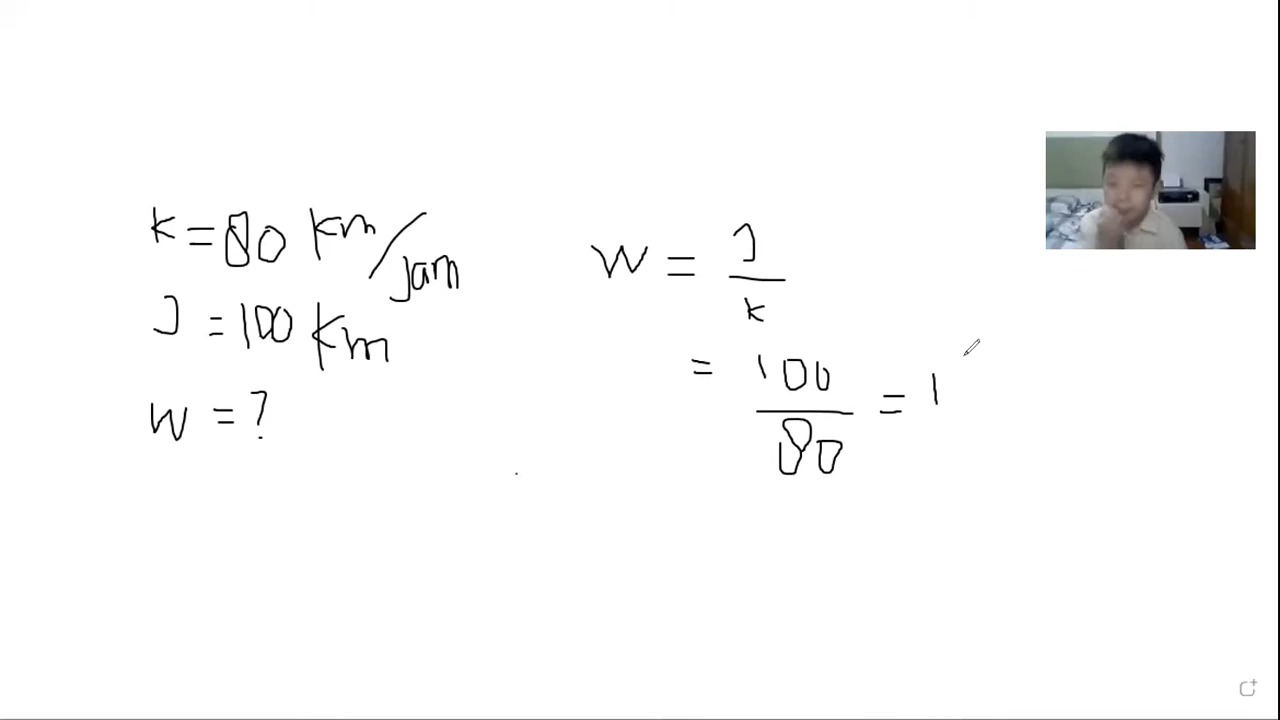 K = 80 km/jam
J = 100 Km
W = ?
W = J/K
= 100/80 = 1